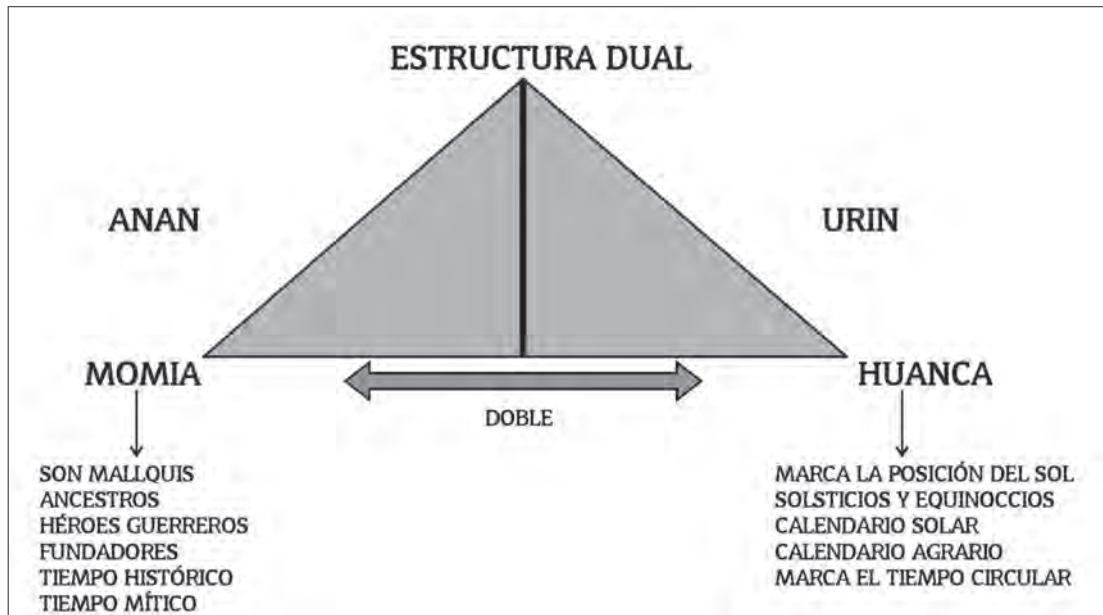 ESTRUCTURA DUAL
ANAN
URIN
MOMIA
HUANCA
DOBLE
SON MALLQUIS
ANCESTROS
HÉROES GUERREROS
FUNDADORES
TIEMPO HISTÓRICO
TIEMPO MÍTICO
MARCA LA POSICIÓN DEL SOL
SOLSTICIOS Y EQUINOCCIOS
CALENDARIO SOLAR
CALENDARIO AGRARIO
MARCA EL TIEMPO CIRCULAR